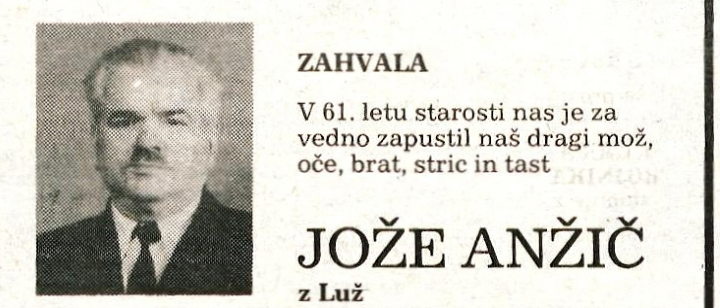 ZAHVALA
V 61. letu starosti nas je za
vedno zapustil naš dragi mož,
oče, brat, stric in tast
JOŽE ANŽIČ
z Luž